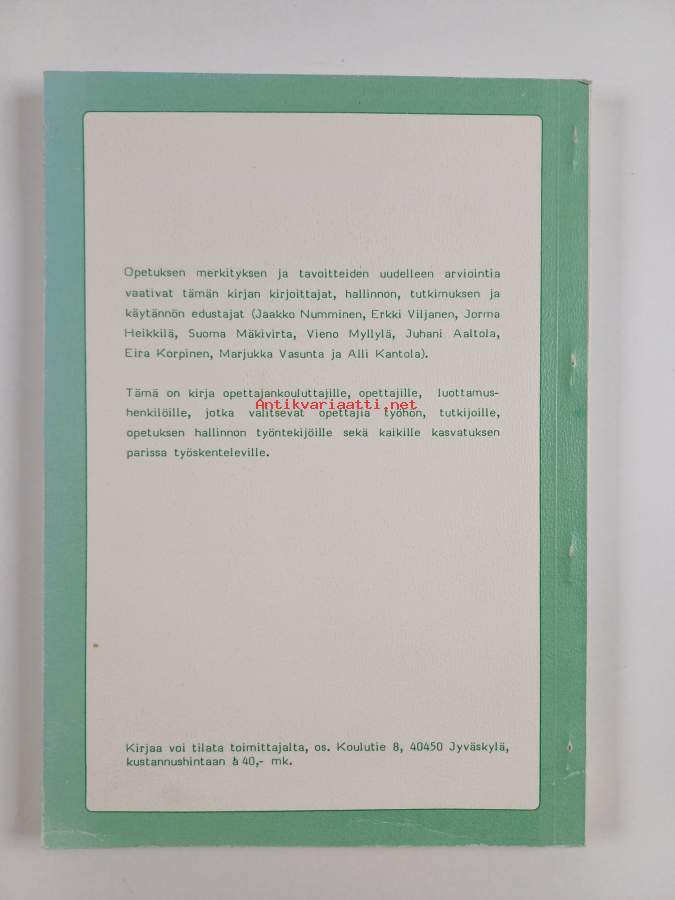 Opetuksen merkityksen ja tavoitteiden uudelleen arviointia
vaativat tämän kirjan kirjoittajat, hallinnon, tutkimuksen ja
käytännön edustajat (Jaakko Numminen, Erkki Viljanen, Jorma
Heikkilä, Suoma Mäkivirta, Vieno Myllylä, Juhani Aaltola,
Eira Korpinen, Marjukka Vasunta ja Alli Kantola).
Tämä on kirja opettajankouluttajille, opettajille, luottamus-
Antikvariaatti.net
henkilöille, jotka valitsevat opettajia työhön, tutkijoille,
opetuksen hallinnon työntekijöille sekä kaikille kasvatuksen
parissa työskenteleville.
Kirjaa voi tilata toimittajalta, os. Koulutie 8, 40450 Jyväskylä,
kustannushintaan à 40,- mk.